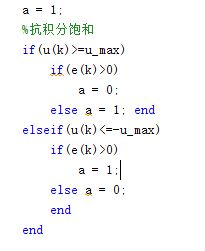 a = 1;
%抗积分饱和
if(u(k)>=u_max)
if(e(k)>0)
a = 0;
else a = 1; end
elseif(u(k)<=-u_max)
if(e(k)>0)
a = 1;
else a = 0;
end
end